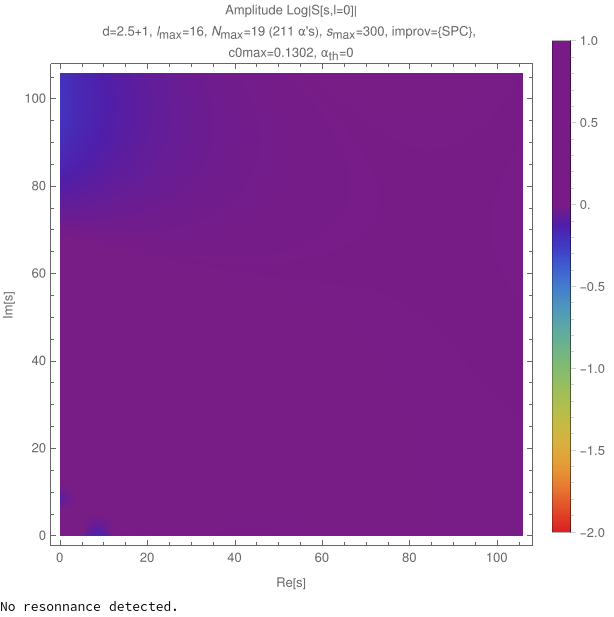 Amplitude Log|S[s,l=0]|
d=2.5+1, lmax=16, Nmax=19 (211 α's), smax=300, improv={SPC},
c0max=0.1302, αth=0
100
80
60
40
20
0
Im[s]
0 20 40 60 80 100
Re[s]
1.0
0.5
0.
−0.5
−1.0
−1.5
−2.0
No resonnance detected.